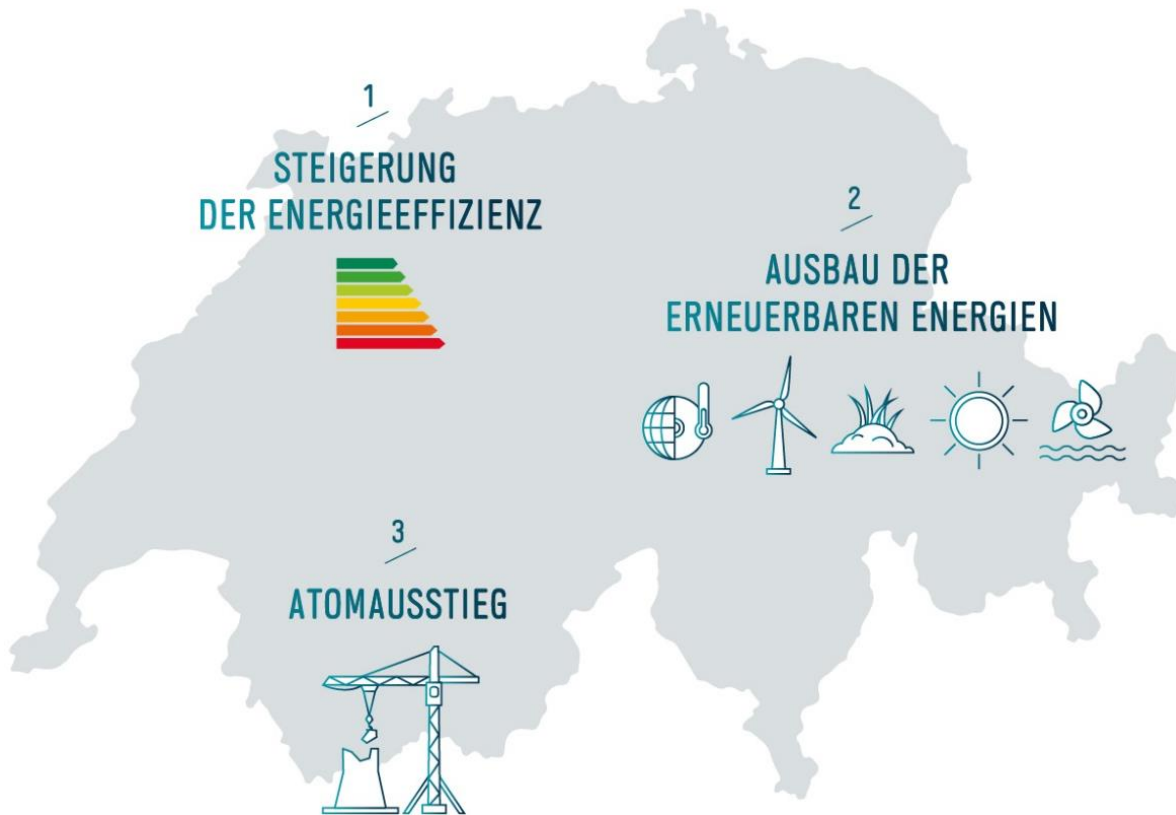 1
STEIGERUNG
DER ENERGIEEFFIZIENZ
2
AUSBAU DER
ERNEUERBAREN ENERGIEN
3
ATOMAUSSTIEG